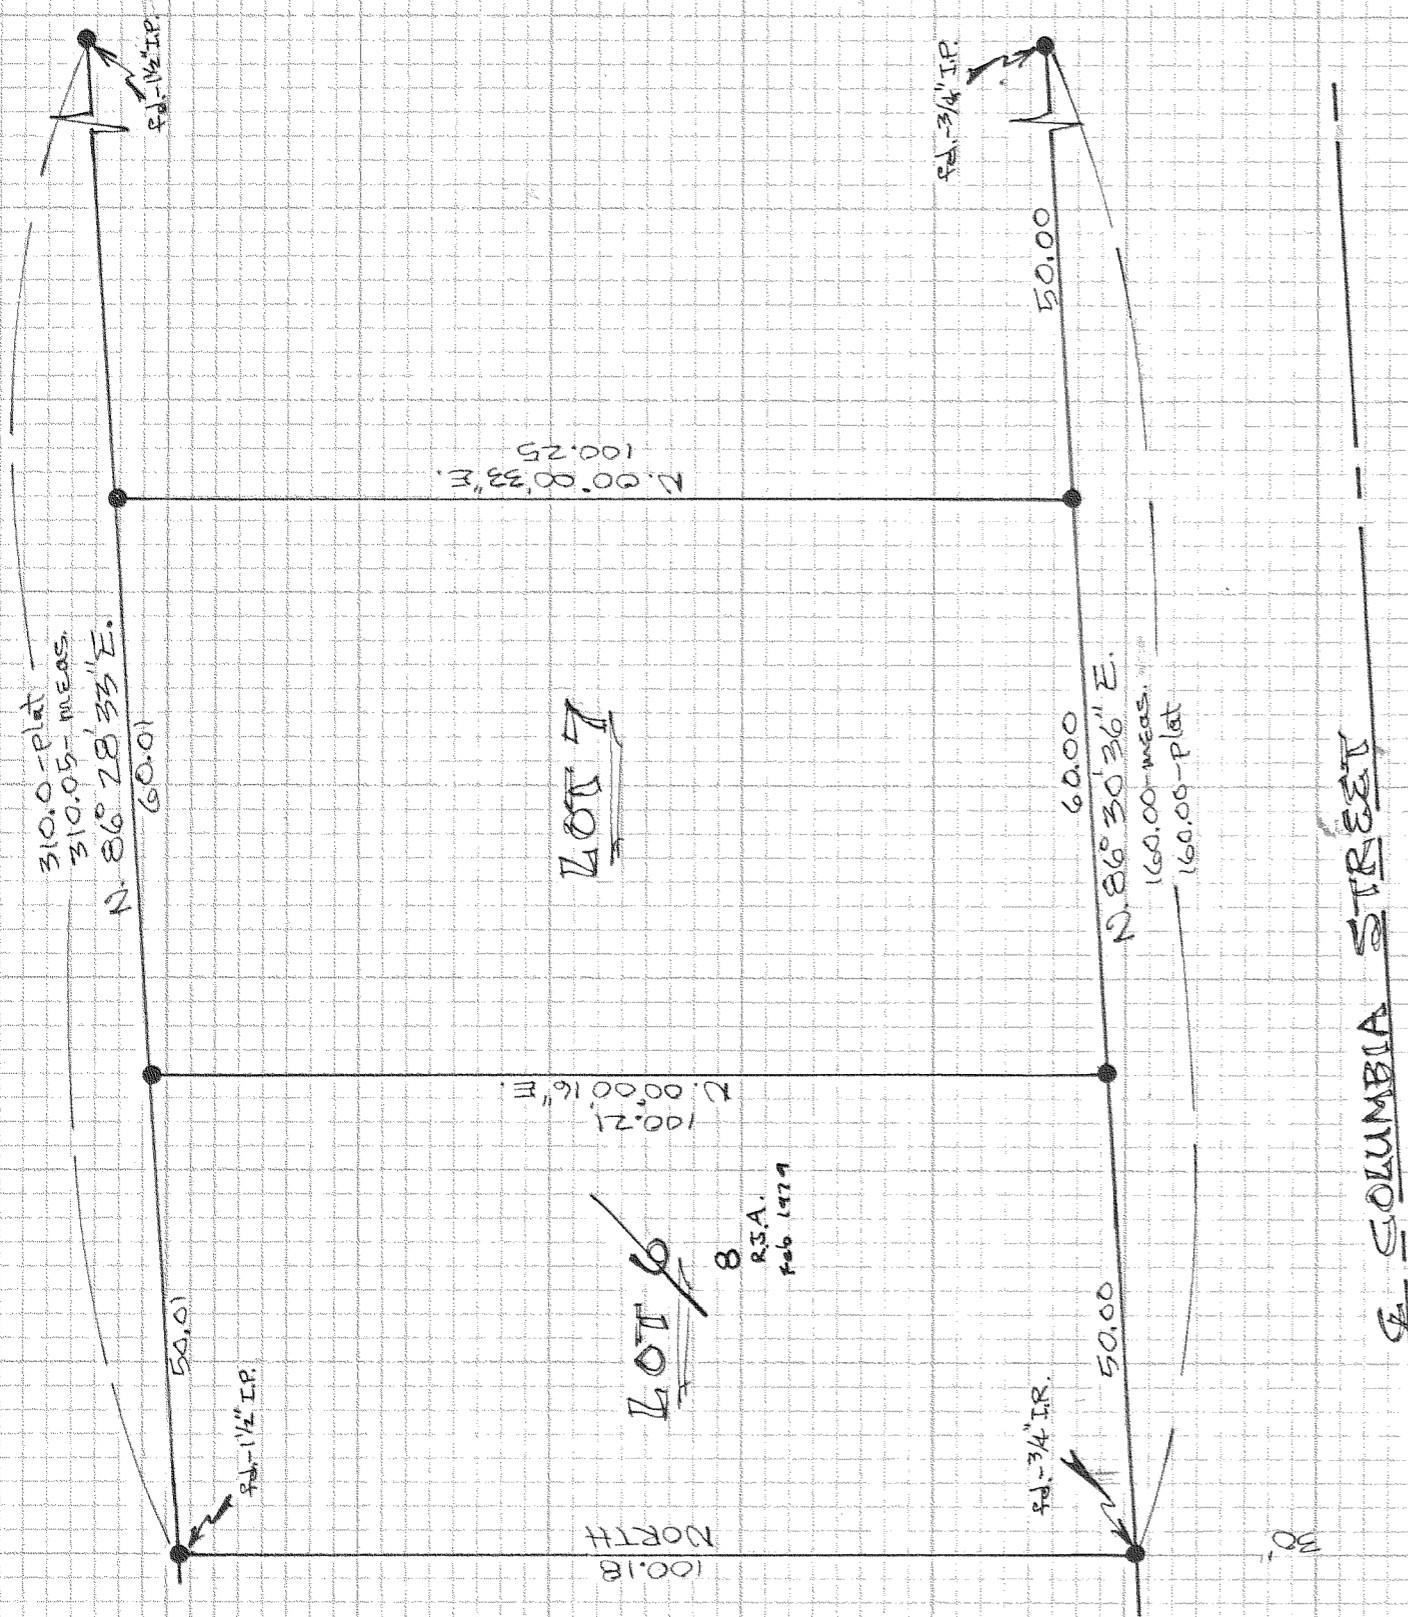 fd.-1½" I.P.
310.0-plat
310.05-meas.
N. 86° 28' 33" E.
60.01
50.01
fd.-1½" I.P.
fd.-3/4" I.P.
50.00
N. 00° 00' 33" E.
100.25
LOT 7
60.00
N. 86° 30' 36" E.
160.00-meas.
160.00-plat
N. 00° 00' 16" E.
100.21
LOT 6
8
R.J.A.
Feb 1979
50.00
fd.-3/4" I.R.
NORTH
100.18
30'
℄ COLUMBIA STREET